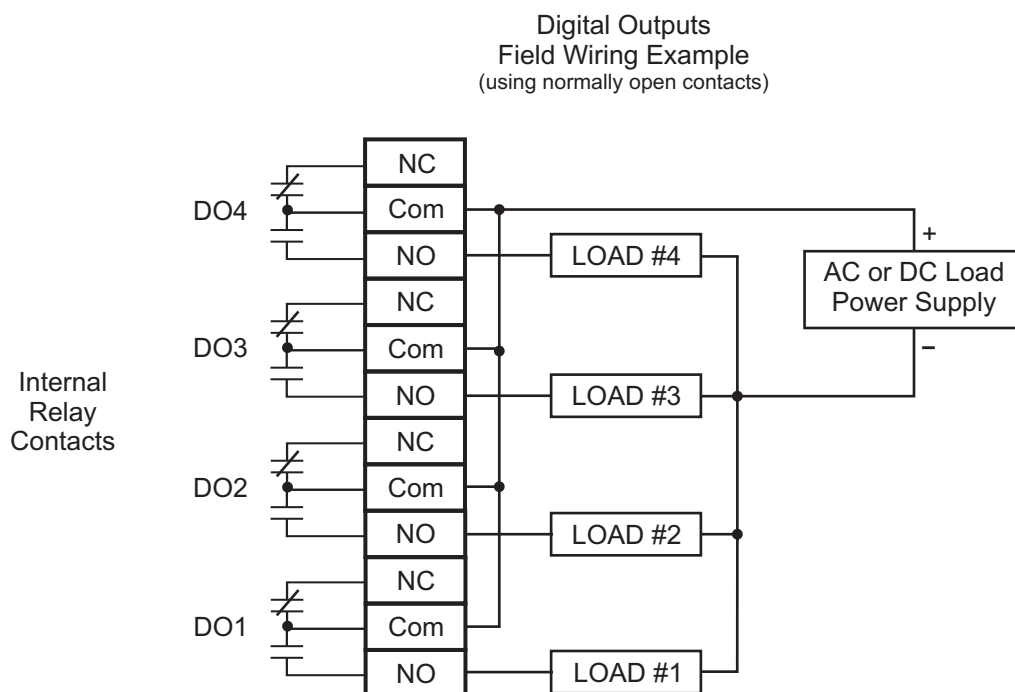 Digital Outputs
Field Wiring Example
(using normally open contacts)
NC
DO4
Com
+
NO
LOAD #4
AC or DC Load
Power Supply
NC
DO3
Com
–
Internal
Relay
Contacts
NO
LOAD #3
NC
DO2
Com
NO
LOAD #2
NC
DO1
Com
NO
LOAD #1